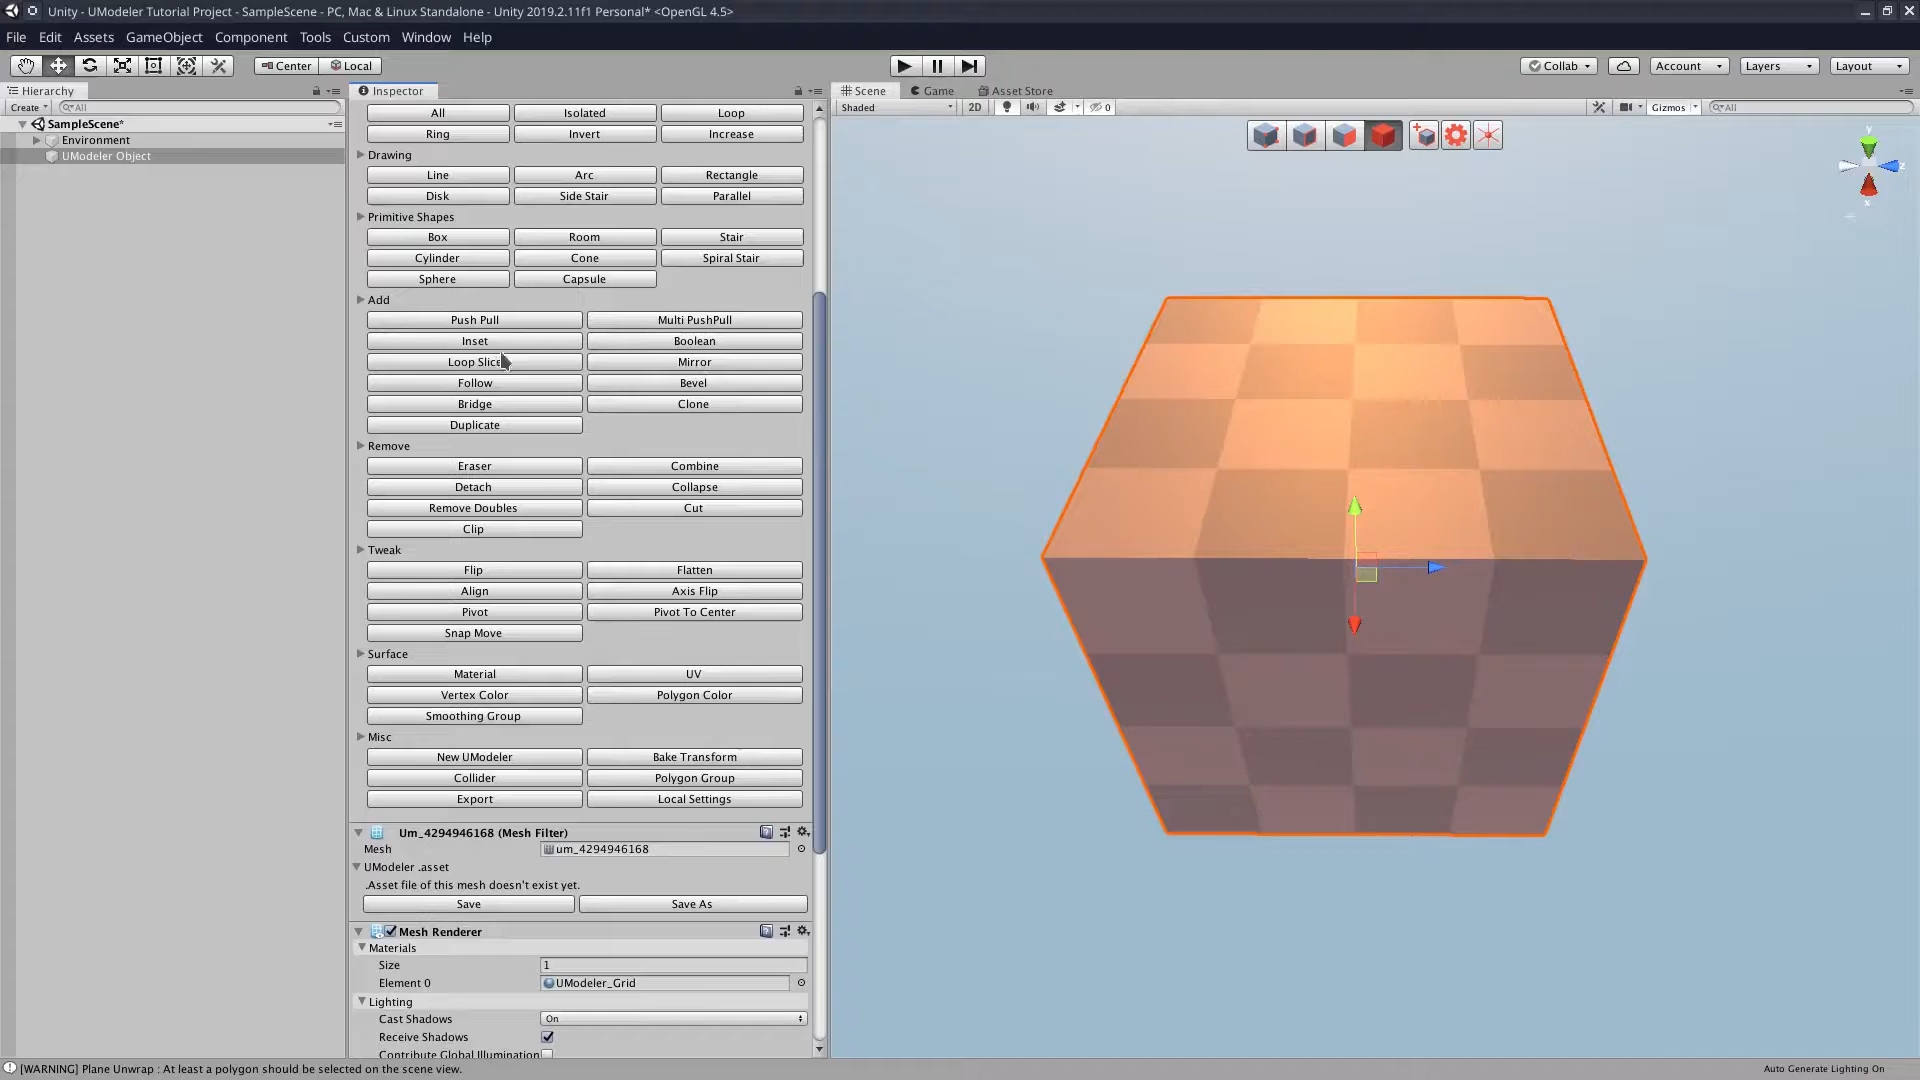 Unity - UModeler Tutorial Project - SampleScene - PC, Mac & Linux Standalone - Unity 2019.2.11f1 Personal* <OpenGL 4.5>
File Edit Assets GameObject Component Tools Custom Window Help
Center Local Collab Account Layers Layout
Hierarchy
Create All
SampleScene*
Environment
UModeler Object
Inspector
All Isolated Loop
Ring Invert Increase
Drawing
Line Arc Rectangle
Disk Side Stair Parallel
Primitive Shapes
Box Room Stair
Cylinder Cone Spiral Stair
Sphere Capsule
Add
Push Pull Multi PushPull
Inset Boolean
Loop Slice Mirror
Follow Bevel
Bridge Clone
Duplicate
Remove
Eraser Combine
Detach Collapse
Remove Doubles Cut
Clip
Tweak
Flip Flatten
Align Axis Flip
Pivot Pivot To Center
Snap Move
Surface
Material UV
Vertex Color Polygon Color
Smoothing Group
Misc
New UModeler Bake Transform
Collider Polygon Group
Export Local Settings
Um_4294946168 (Mesh Filter)
Mesh um_4294946168
UModeler .asset
.Asset file of this mesh doesn't exist yet.
Save Save As
Mesh Renderer
Materials
Size 1
Element 0 UModeler_Grid
Lighting
Cast Shadows On
Receive Shadows
Contribute Global Illumination
Scene Game Asset Store
Shaded 2D 0 Gizmos All
y
z
x
[WARNING] Plane Unwrap : At least a polygon should be selected on the scene view.
Auto Generate Lighting On